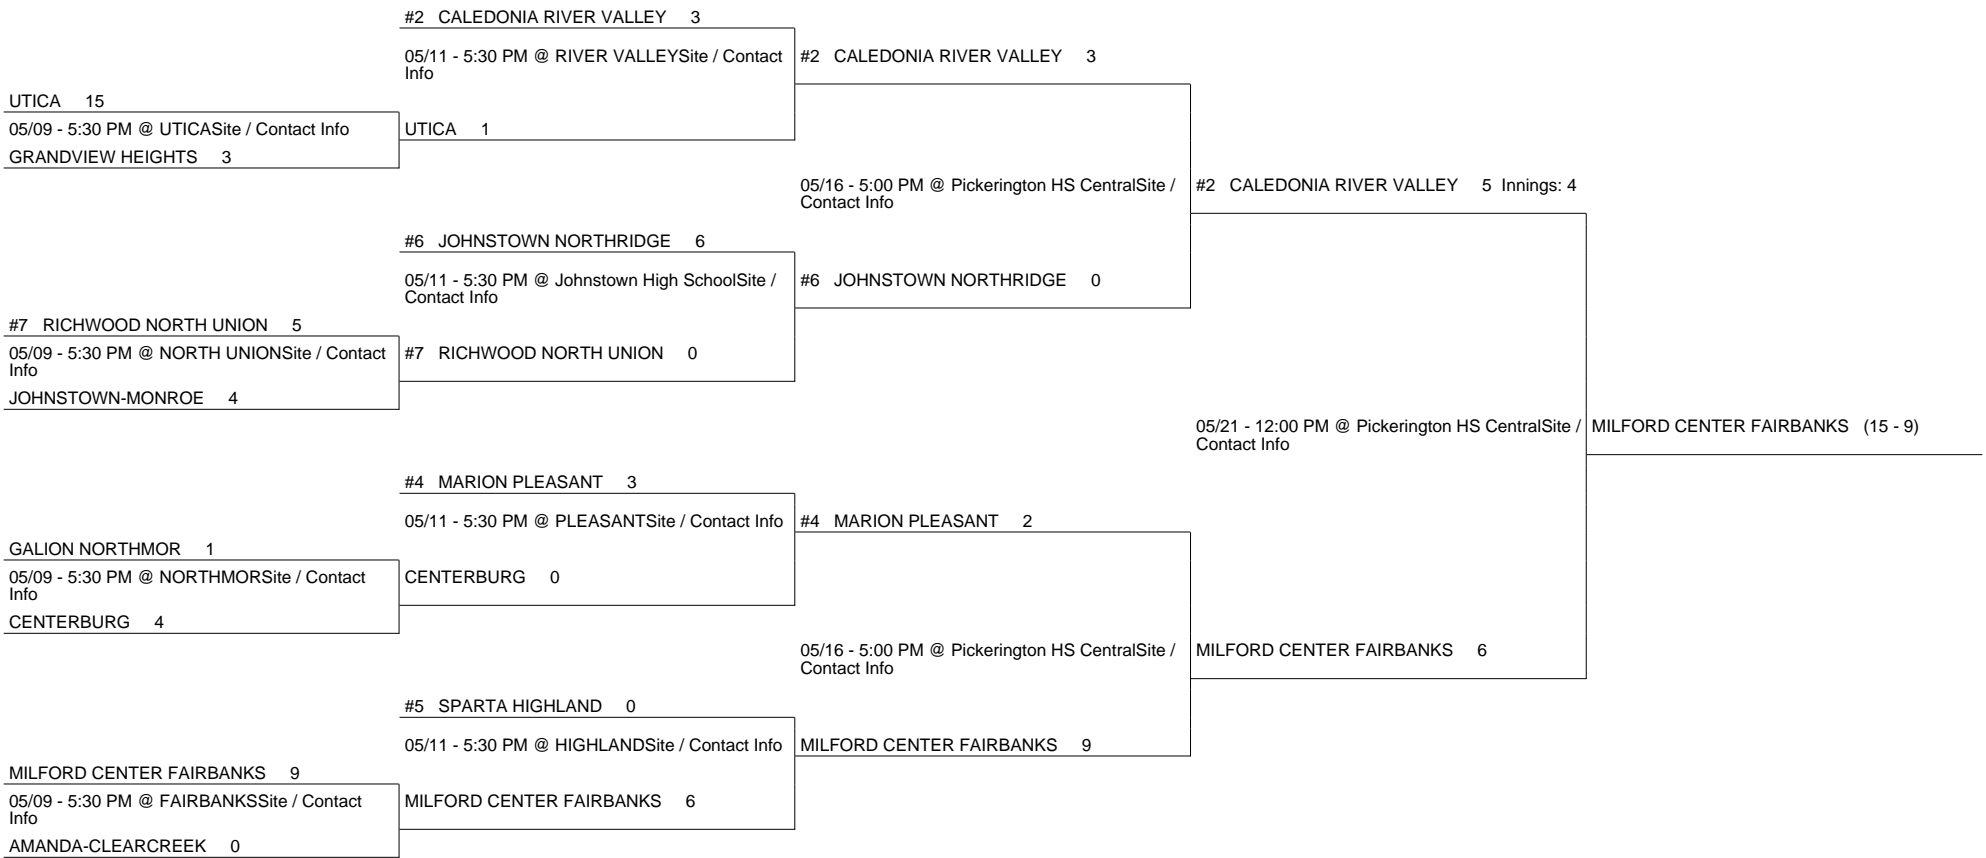 #2 CALEDONIA RIVER VALLEY 3
05/11 - 5:30 PM @ RIVER VALLEYSite / Contact
Info
#2 CALEDONIA RIVER VALLEY 3
UTICA 15
05/09 - 5:30 PM @ UTICASite / Contact Info
GRANDVIEW HEIGHTS 3
UTICA 1
05/16 - 5:00 PM @ Pickerington HS CentralSite /
Contact Info
#2 CALEDONIA RIVER VALLEY 5 Innings: 4
#6 JOHNSTOWN NORTHRIDGE 6
05/11 - 5:30 PM @ Johnstown High SchoolSite /
Contact Info
#6 JOHNSTOWN NORTHRIDGE 0
#7 RICHWOOD NORTH UNION 5
05/09 - 5:30 PM @ NORTH UNIONSite / Contact
Info
JOHNSTOWN-MONROE 4
#7 RICHWOOD NORTH UNION 0
05/21 - 12:00 PM @ Pickerington HS CentralSite /
Contact Info
MILFORD CENTER FAIRBANKS (15 - 9)
#4 MARION PLEASANT 3
05/11 - 5:30 PM @ PLEASANTSite / Contact Info
#4 MARION PLEASANT 2
GALION NORTHMOR 1
05/09 - 5:30 PM @ NORTHMORSite / Contact
Info
CENTERBURG 4
CENTERBURG 0
05/16 - 5:00 PM @ Pickerington HS CentralSite /
Contact Info
MILFORD CENTER FAIRBANKS 6
#5 SPARTA HIGHLAND 0
05/11 - 5:30 PM @ HIGHLANDSite / Contact Info
MILFORD CENTER FAIRBANKS 9
MILFORD CENTER FAIRBANKS 9
05/09 - 5:30 PM @ FAIRBANKSSite / Contact
Info
AMANDA-CLEARCREEK 0
MILFORD CENTER FAIRBANKS 6